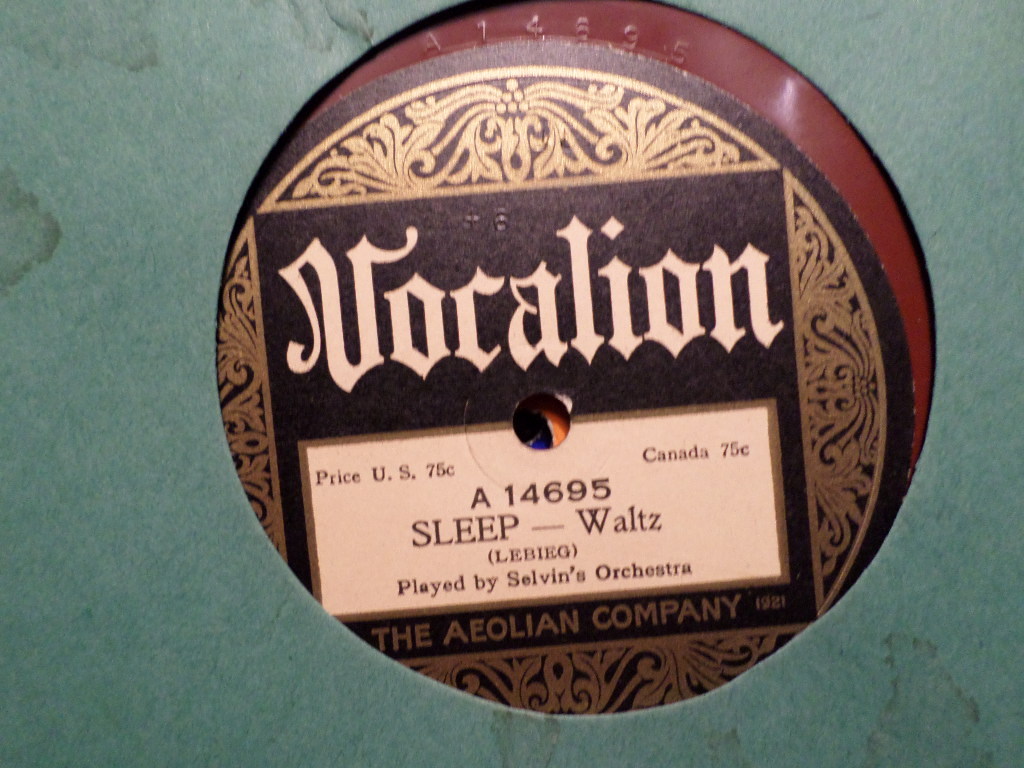 A 14695
+6
Vocalion
Price U. S. 75c
Canada 75c
A 14695
SLEEP — Waltz
(LEBIEG)
Played by Selvin's Orchestra
THE AEOLIAN COMPANY 1921